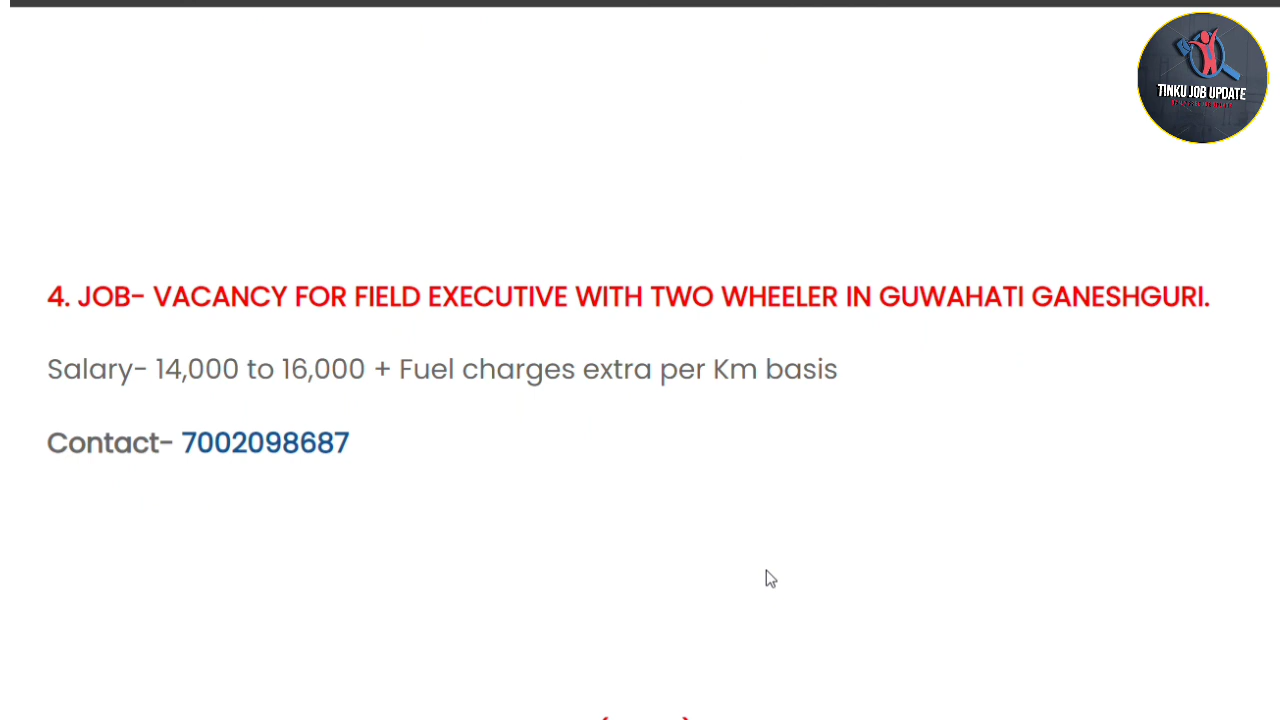 TINKU JOB UPDATE
4. JOB- VACANCY FOR FIELD EXECUTIVE WITH TWO WHEELER IN GUWAHATI GANESHGURI.
Salary- 14,000 to 16,000 + Fuel charges extra per Km basis
Contact- 7002098687